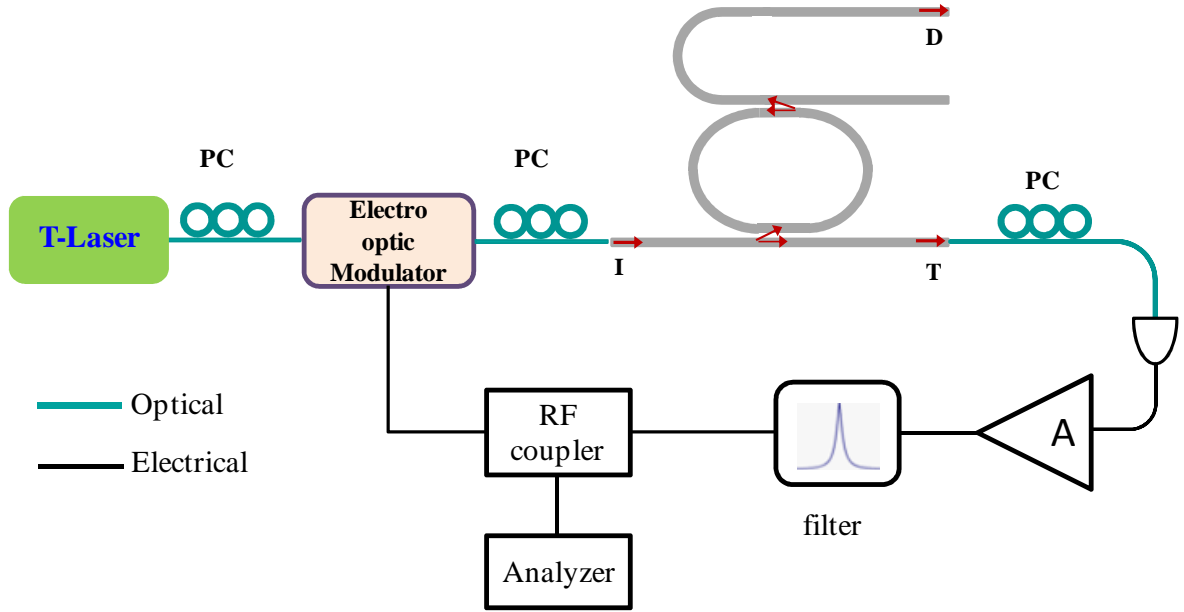 D
PC
PC
PC
T-Laser
Electro
optic
Modulator
I
T
Optical
Electrical
RF
coupler
A
filter
Analyzer